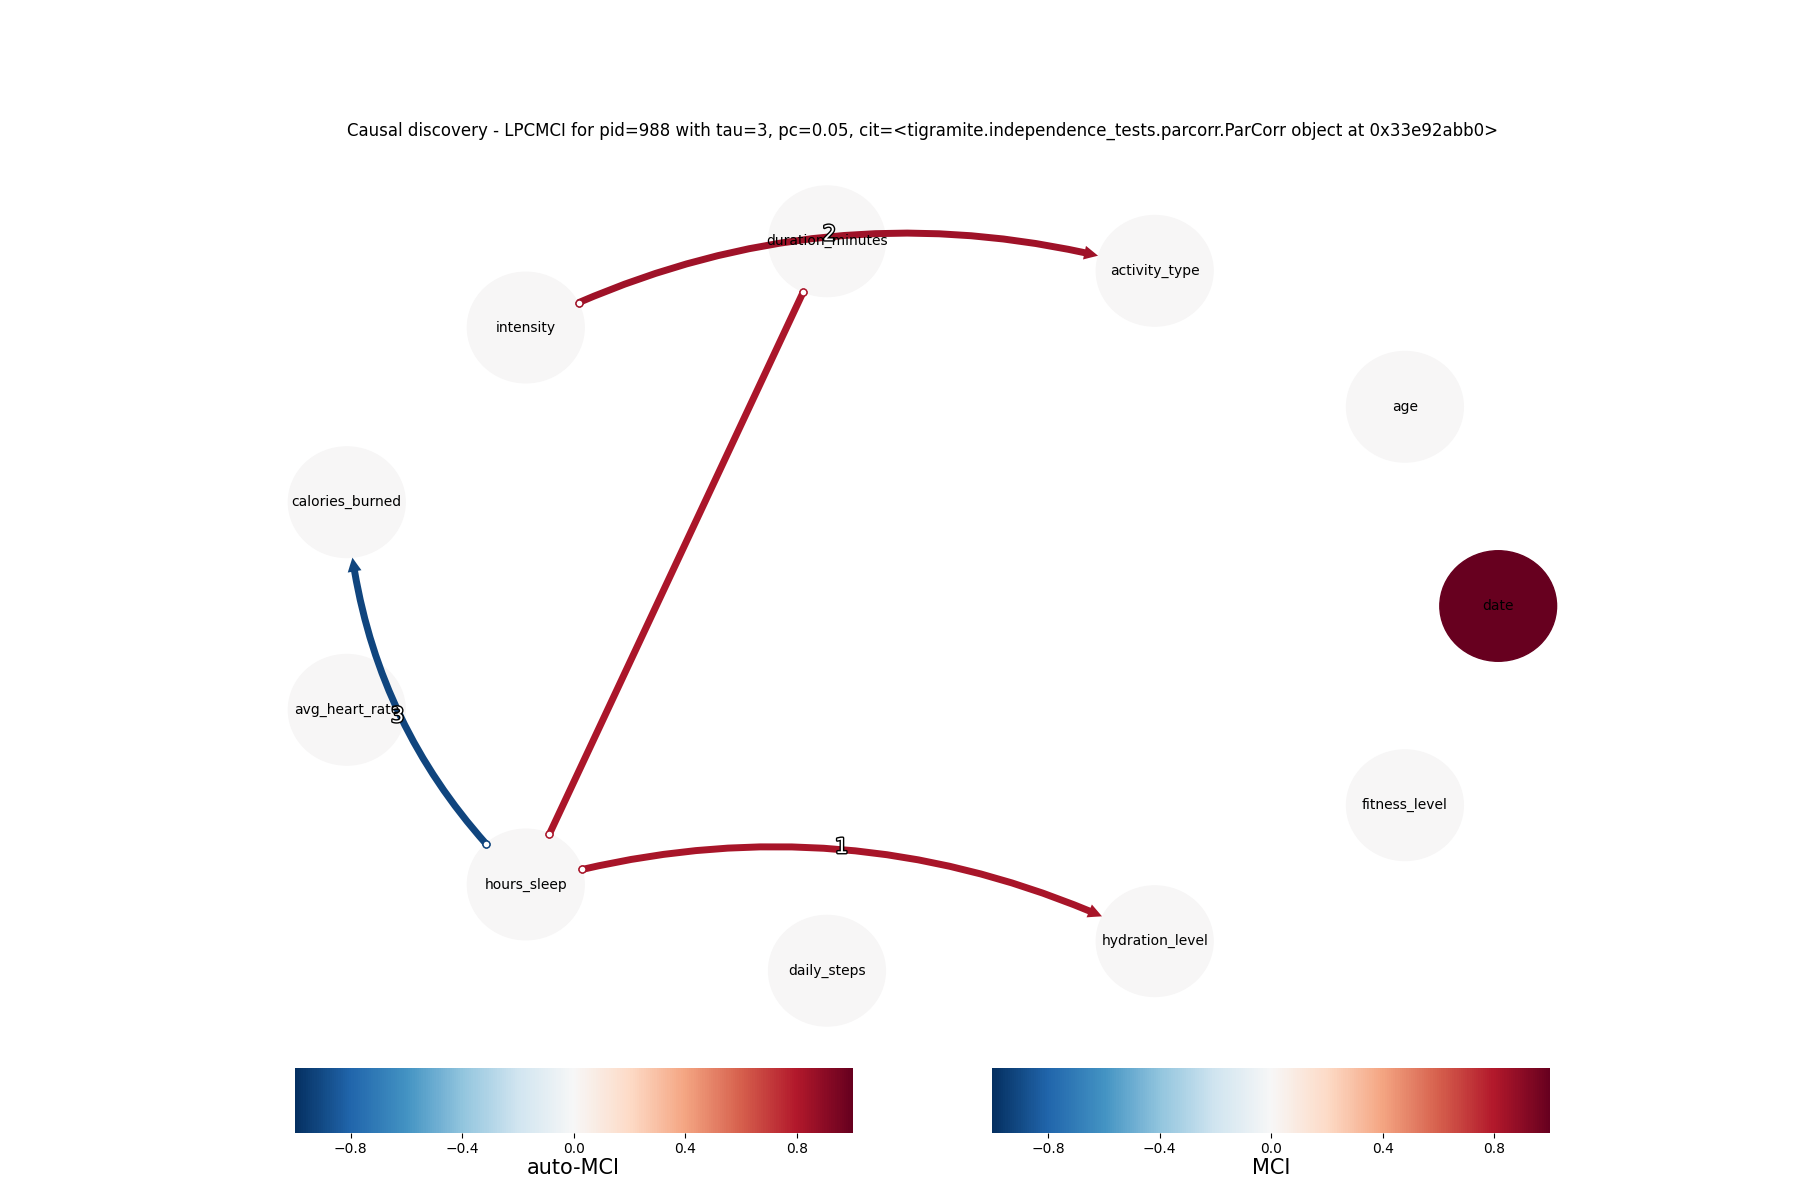 Causal discovery - LPCMCI for pid=988 with tau=3, pc=0.05, cit=<tigramite.independence_tests.parcorr.ParCorr object at 0x33e92abb0>
2
duration_minutes
activity_type
intensity
age
calories_burned
date
avg_heart_rate
3
fitness_level
1
hours_sleep
hydration_level
daily_steps
−0.8 −0.4 0.0 0.4 0.8
auto-MCI
−0.8 −0.4 0.0 0.4 0.8
MCI